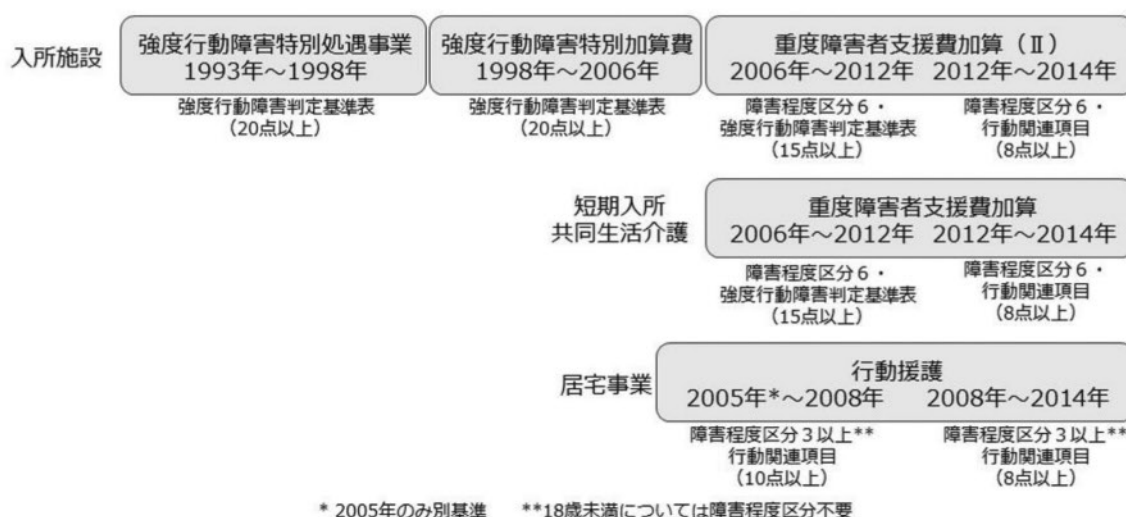 入所施設
強度行動障害特別処遇事業
1993年～1998年
強度行動障害判定基準表
（20点以上）
強度行動障害特別加算費
1998年～2006年
強度行動障害判定基準表
（20点以上）
重度障害者支援費加算（Ⅱ）
2006年～2012年 2012年～2014年
障害程度区分６・
強度行動障害判定基準表
（15点以上）
障害程度区分６・
行動関連項目
（8点以上）
短期入所
共同生活介護
重度障害者支援費加算
2006年～2012年 2012年～2014年
障害程度区分６・
強度行動障害判定基準表
（15点以上）
障害程度区分６・
行動関連項目
（8点以上）
居宅事業
行動援護
2005年*～2008年 2008年～2014年
障害程度区分３以上**
行動関連項目
（10点以上）
障害程度区分３以上**
行動関連項目
（8点以上）
* 2005年のみ別基準 **18歳未満については障害程度区分不要